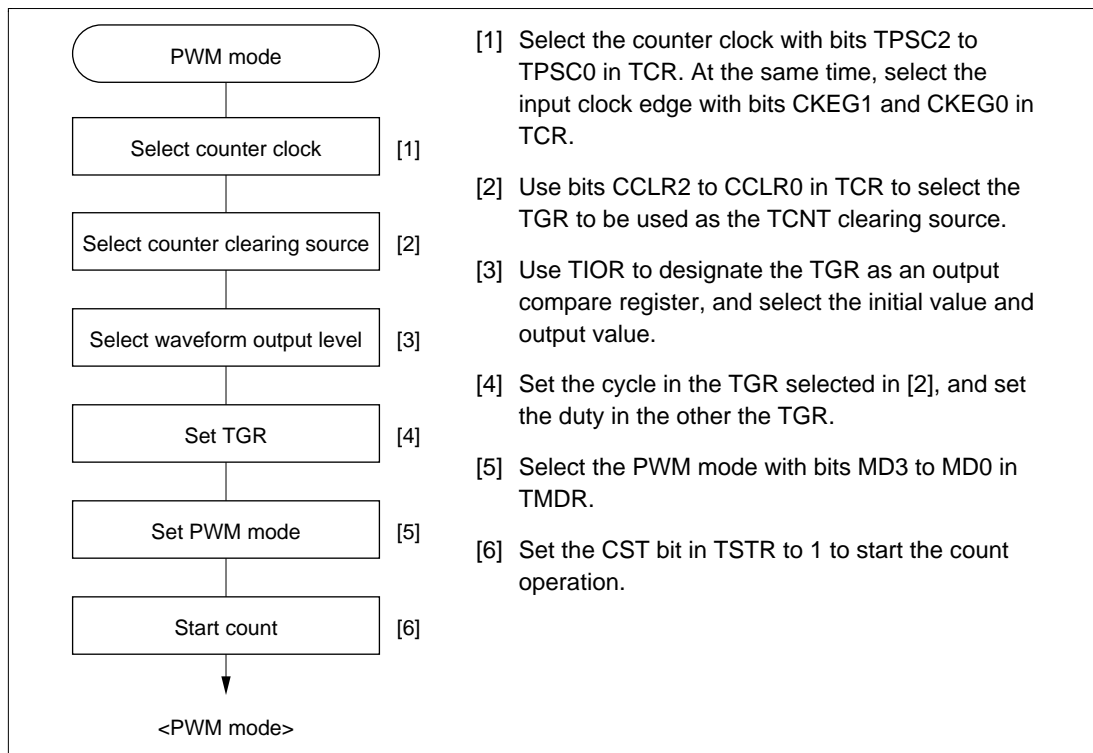 PWM mode
Select counter clock
[1]
Select counter clearing source
[2]
Select waveform output level
[3]
Set TGR
[4]
Set PWM mode
[5]
Start count
[6]
<PWM mode>
[1] Select the counter clock with bits TPSC2 to
TPSC0 in TCR. At the same time, select the
input clock edge with bits CKEG1 and CKEG0 in
TCR.
[2] Use bits CCLR2 to CCLR0 in TCR to select the
TGR to be used as the TCNT clearing source.
[3] Use TIOR to designate the TGR as an output
compare register, and select the initial value and
output value.
[4] Set the cycle in the TGR selected in [2], and set
the duty in the other the TGR.
[5] Select the PWM mode with bits MD3 to MD0 in
TMDR.
[6] Set the CST bit in TSTR to 1 to start the count
operation.